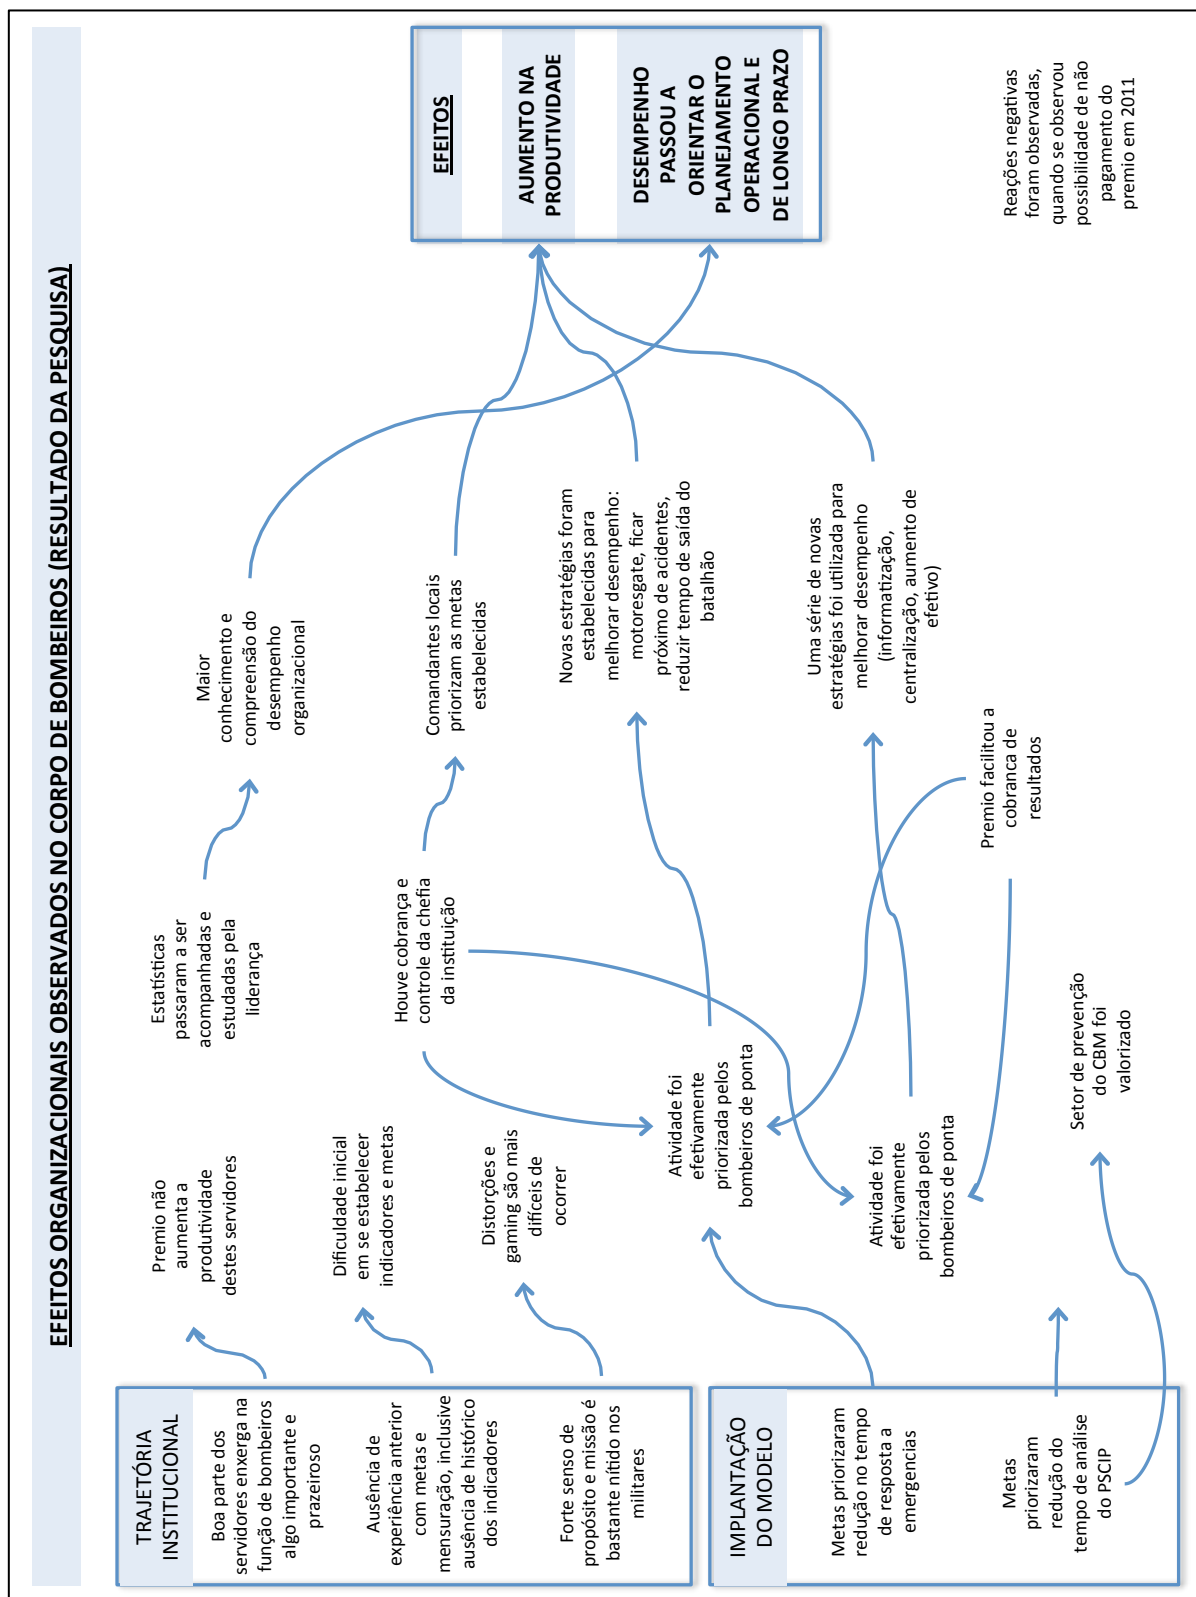 EFEITOS ORGANIZACIONAIS OBSERVADOS NO CORPO DE BOMBEIROS (RESULTADO DA PESQUISA)
TRAJETÓRIA
INSTITUCIONAL
Boa parte dos
servidores enxerga na
função de bombeiros
algo importante e
prazeiroso
Ausência de
experiência anterior
com metas e
mensuração, inclusive
ausência de histórico
dos indicadores
Forte senso de
propósito e missão é
bastante nítido nos
militares
IMPLANTAÇÃO
DO MODELO
Metas priorizaram
redução no tempo
de resposta a
emergencias
Metas
priorizaram
redução do
tempo de análise
do PSCIP
Premio não
aumenta a
produtividade
destes servidores
Dificuldade inicial
em se estabelecer
indicadores e metas
Distorções e
gaming são mais
difíceis de
ocorrer
Atividade foi
efetivamente
priorizada pelos
bombeiros de ponta
Atividade foi
efetivamente
priorizada pelos
bombeiros de ponta
Setor de prevenção
do CBM foi
valorizado
Estatísticas
passaram a ser
acompanhadas e
estudadas pela
liderança
Houve cobrança e
controle da chefia
da instituição
Premio facilitou a
cobranca de
resultados
Maior
conhecimento e
compreensão do
desempenho
organizacional
Comandantes locais
priorizam as metas
estabelecidas
Novas estratégias foram
estabelecidas para
melhorar desempenho:
motoresgate, ficar
próximo de acidentes,
reduzir tempo de saída do
batalhão
Uma série de novas
estratégias foi utilizada para
melhorar desempenho
(informatização,
centralização, aumento de
efetivo)
EFEITOS
AUMENTO NA
PRODUTIVIDADE
DESEMPENHO
PASSOU A
ORIENTAR O
PLANEJAMENTO
OPERACIONAL E
DE LONGO PRAZO
Reações negativas
foram observadas,
quando se observou
possibilidade de não
pagamento do
premio em 2011